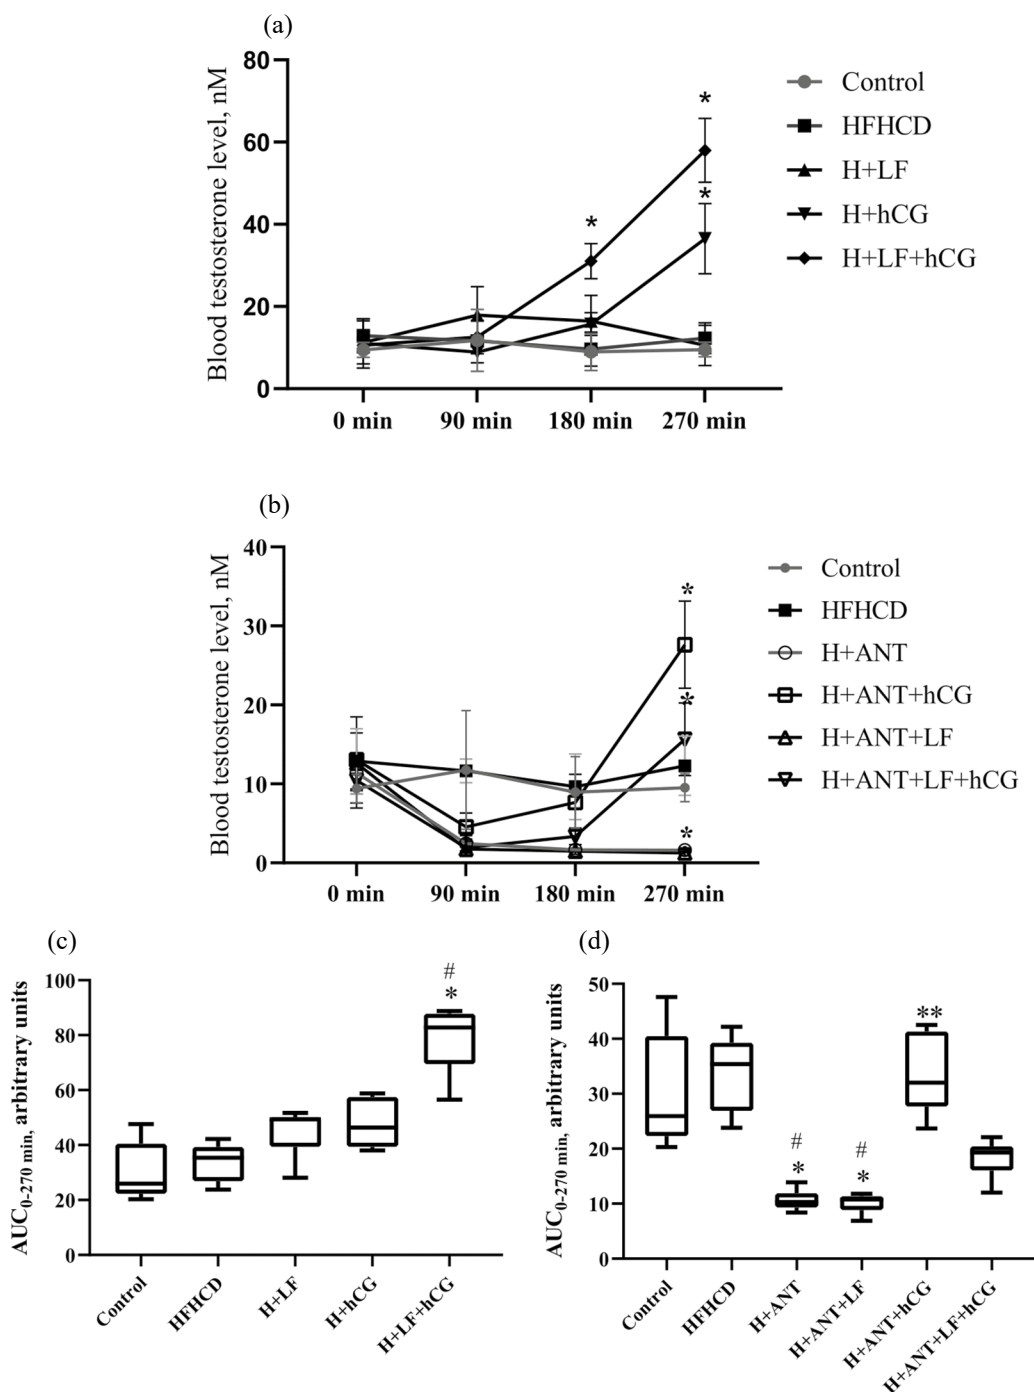 (a)
Blood testosterone level, nM
80
60
40
20
0
0 min 90 min 180 min 270 min
*
*
*
Control
HFHCD
H+LF
H+hCG
H+LF+hCG
(b)
Blood testosterone level, nM
40
30
20
10
0
0 min 90 min 180 min 270 min
*
*
*
Control
HFHCD
H+ANT
H+ANT+hCG
H+ANT+LF
H+ANT+LF+hCG
(c)
AUC0-270 min, arbitrary units
100
80
60
40
20
0
#
*
Control
HFHCD
H+LF
H+hCG
H+LF+hCG
(d)
AUC0-270 min, arbitrary units
50
40
30
20
10
0
#
*
#
*
**
Control
HFHCD
H+ANT
H+ANT+LF
H+ANT+hCG
H+ANT+LF+hCG